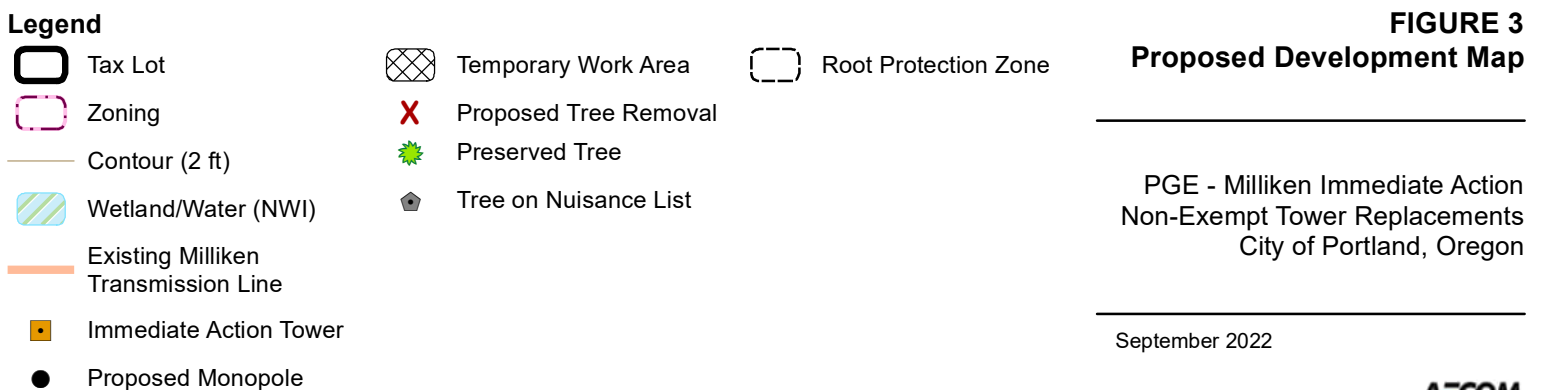 Legend
Tax Lot
Zoning
Contour (2 ft)
Wetland/Water (NWI)
Existing Milliken
Transmission Line
Immediate Action Tower
Proposed Monopole
Temporary Work Area
Proposed Tree Removal
Preserved Tree
Tree on Nuisance List
Root Protection Zone
FIGURE 3
Proposed Development Map
PGE - Milliken Immediate Action
Non-Exempt Tower Replacements
City of Portland, Oregon
September 2022